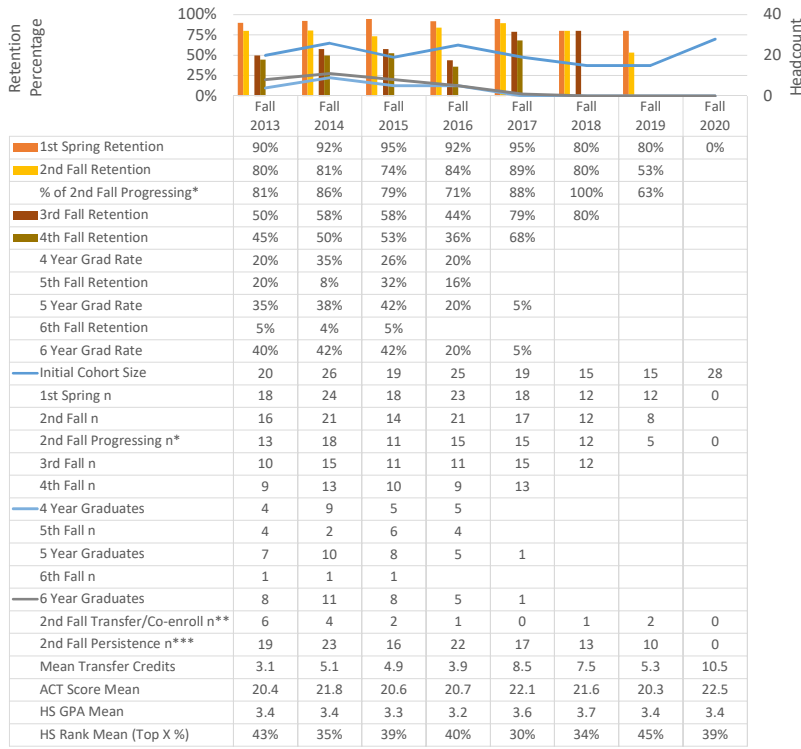 Retention Percentage
100%
75%
50%
25%
0%
40
20
0
Headcount
Fall 2013 Fall 2014 Fall 2015 Fall 2016 Fall 2017 Fall 2018 Fall 2019 Fall 2020
1st Spring Retention 90% 92% 95% 92% 95% 80% 80% 0%
2nd Fall Retention 80% 81% 74% 84% 89% 80% 53%
% of 2nd Fall Progressing* 81% 86% 79% 71% 88% 100% 63%
3rd Fall Retention 50% 58% 58% 44% 79% 80%
4th Fall Retention 45% 50% 53% 36% 68%
4 Year Grad Rate 20% 35% 26% 20%
5th Fall Retention 20% 8% 32% 16%
5 Year Grad Rate 35% 38% 42% 20% 5%
6th Fall Retention 5% 4% 5%
6 Year Grad Rate 40% 42% 42% 20% 5%
Initial Cohort Size 20 26 19 25 19 15 15 28
1st Spring n 18 24 18 23 18 12 12 0
2nd Fall n 16 21 14 21 17 12 8
2nd Fall Progressing n* 13 18 11 15 15 12 5 0
3rd Fall n 10 15 11 11 15 12
4th Fall n 9 13 10 9 13
4 Year Graduates 4 9 5 5
5th Fall n 4 2 6 4
5 Year Graduates 7 10 8 5 1
6th Fall n 1 1 1
6 Year Graduates 8 11 8 5 1
2nd Fall Transfer/Co-enroll n** 6 4 2 1 0 1 2 0
2nd Fall Persistence n*** 19 23 16 22 17 13 10 0
Mean Transfer Credits 3.1 5.1 4.9 3.9 8.5 7.5 5.3 10.5
ACT Score Mean 20.4 21.8 20.6 20.7 22.1 21.6 20.3 22.5
HS GPA Mean 3.4 3.4 3.3 3.2 3.6 3.7 3.4 3.4
HS Rank Mean (Top X %) 43% 35% 39% 40% 30% 34% 45% 39%